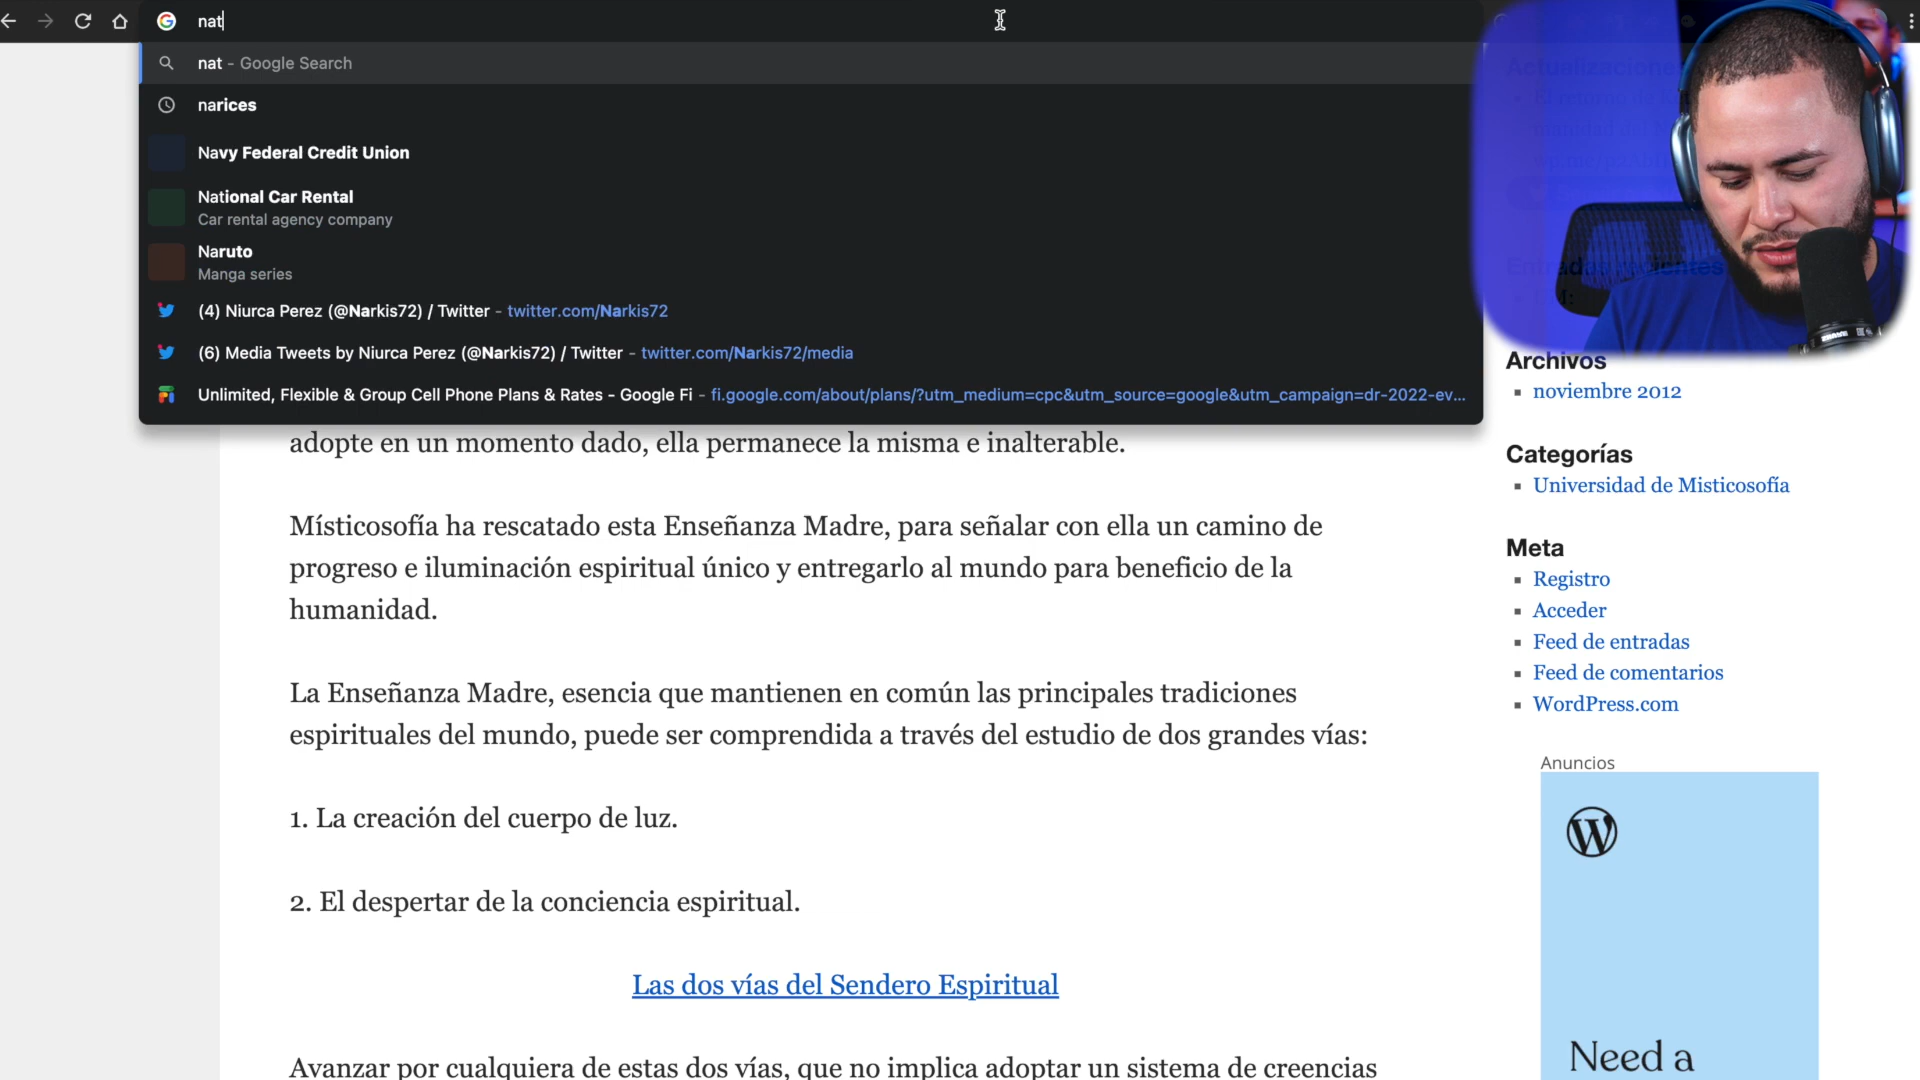 nat
nat - Google Search
narices
Navy Federal Credit Union
National Car Rental
Car rental agency company
Naruto
Manga series
(4) Niurca Perez (@Narkis72) / Twitter - twitter.com/Narkis72
(6) Media Tweets by Niurca Perez (@Narkis72) / Twitter - twitter.com/Narkis72/media
Unlimited, Flexible & Group Cell Phone Plans & Rates - Google Fi - fi.google.com/about/plans/?utm_medium=cpc&utm_source=google&utm_campaign=dr-2022-ev...
adopte en un momento dado, ella permanece la misma e inalterable.
Místicosofía ha rescatado esta Enseñanza Madre, para señalar con ella un camino de
progreso e iluminación espiritual único y entregarlo al mundo para beneficio de la
humanidad.
La Enseñanza Madre, esencia que mantienen en común las principales tradiciones
espirituales del mundo, puede ser comprendida a través del estudio de dos grandes vías:
1. La creación del cuerpo de luz.
2. El despertar de la conciencia espiritual.
Las dos vías del Sendero Espiritual
Avanzar por cualquiera de estas dos vías, que no implica adoptar un sistema de creencias
Archivos
noviembre 2012
Categorías
Universidad de Misticosofía
Meta
Registro
Acceder
Feed de entradas
Feed de comentarios
WordPress.com
Anuncios
Need a